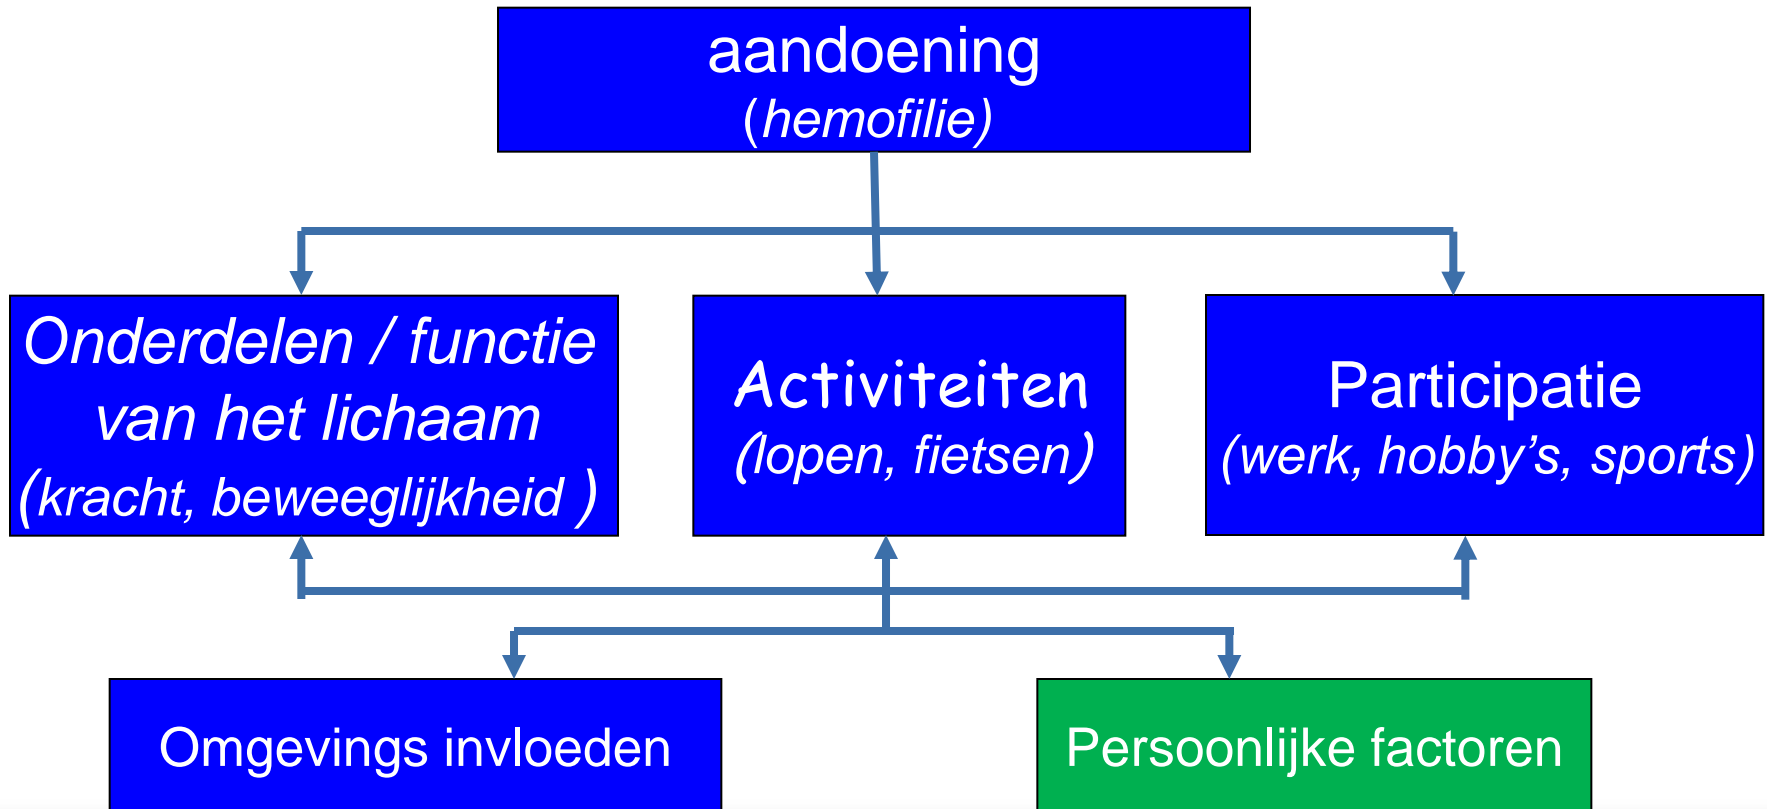 aandoening
(hemofilie)
Onderdelen / functie
van het lichaam
(kracht, beweeglijkheid )
Activiteiten
(lopen, fietsen)
Participatie
(werk, hobby’s, sports)
Omgevings invloeden
Persoonlijke factoren